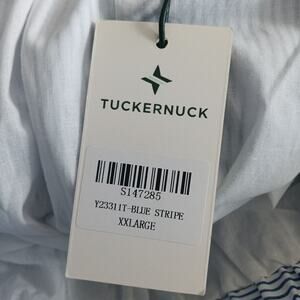 TUCKERNUCK
S147285
Y23311T-BLUE STRIPE
XXLARGE